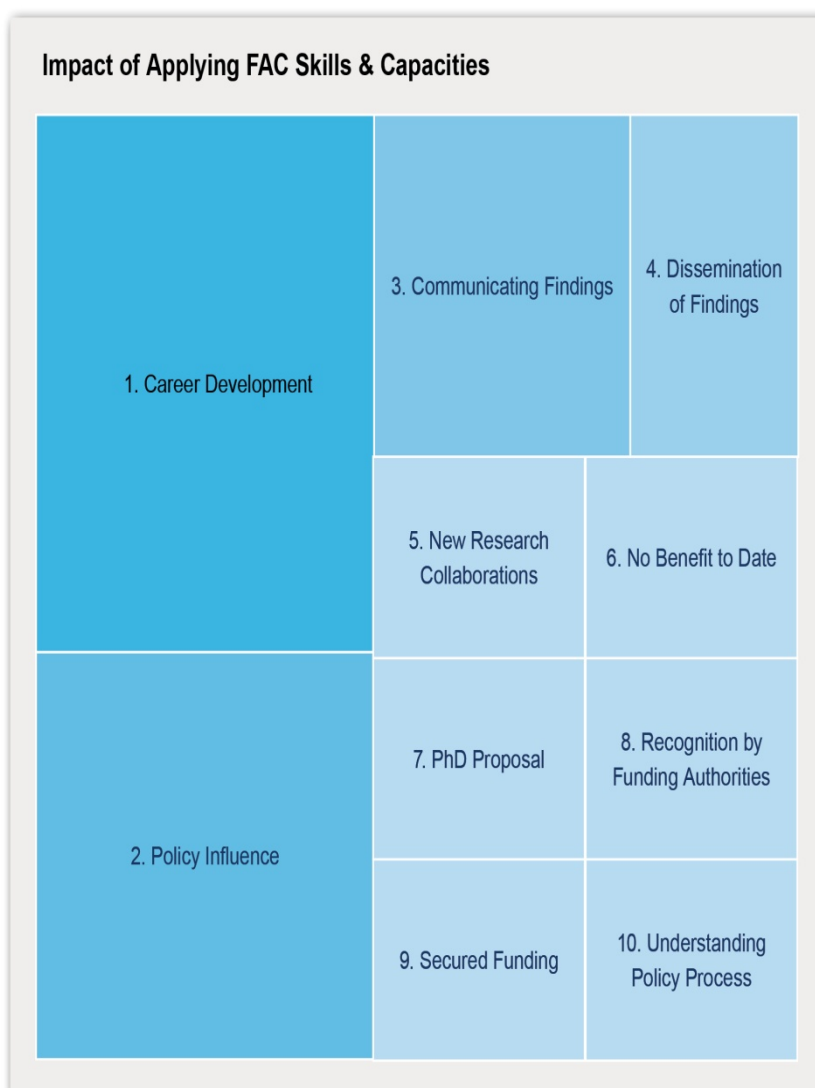 Impact of Applying FAC Skills & Capacities
1. Career Development
2. Policy Influence
3. Communicating Findings
4. Dissemination
of Findings
5. New Research
Collaborations
6. No Benefit to Date
7. PhD Proposal
8. Recognition by
Funding Authorities
9. Secured Funding
10. Understanding
Policy Process